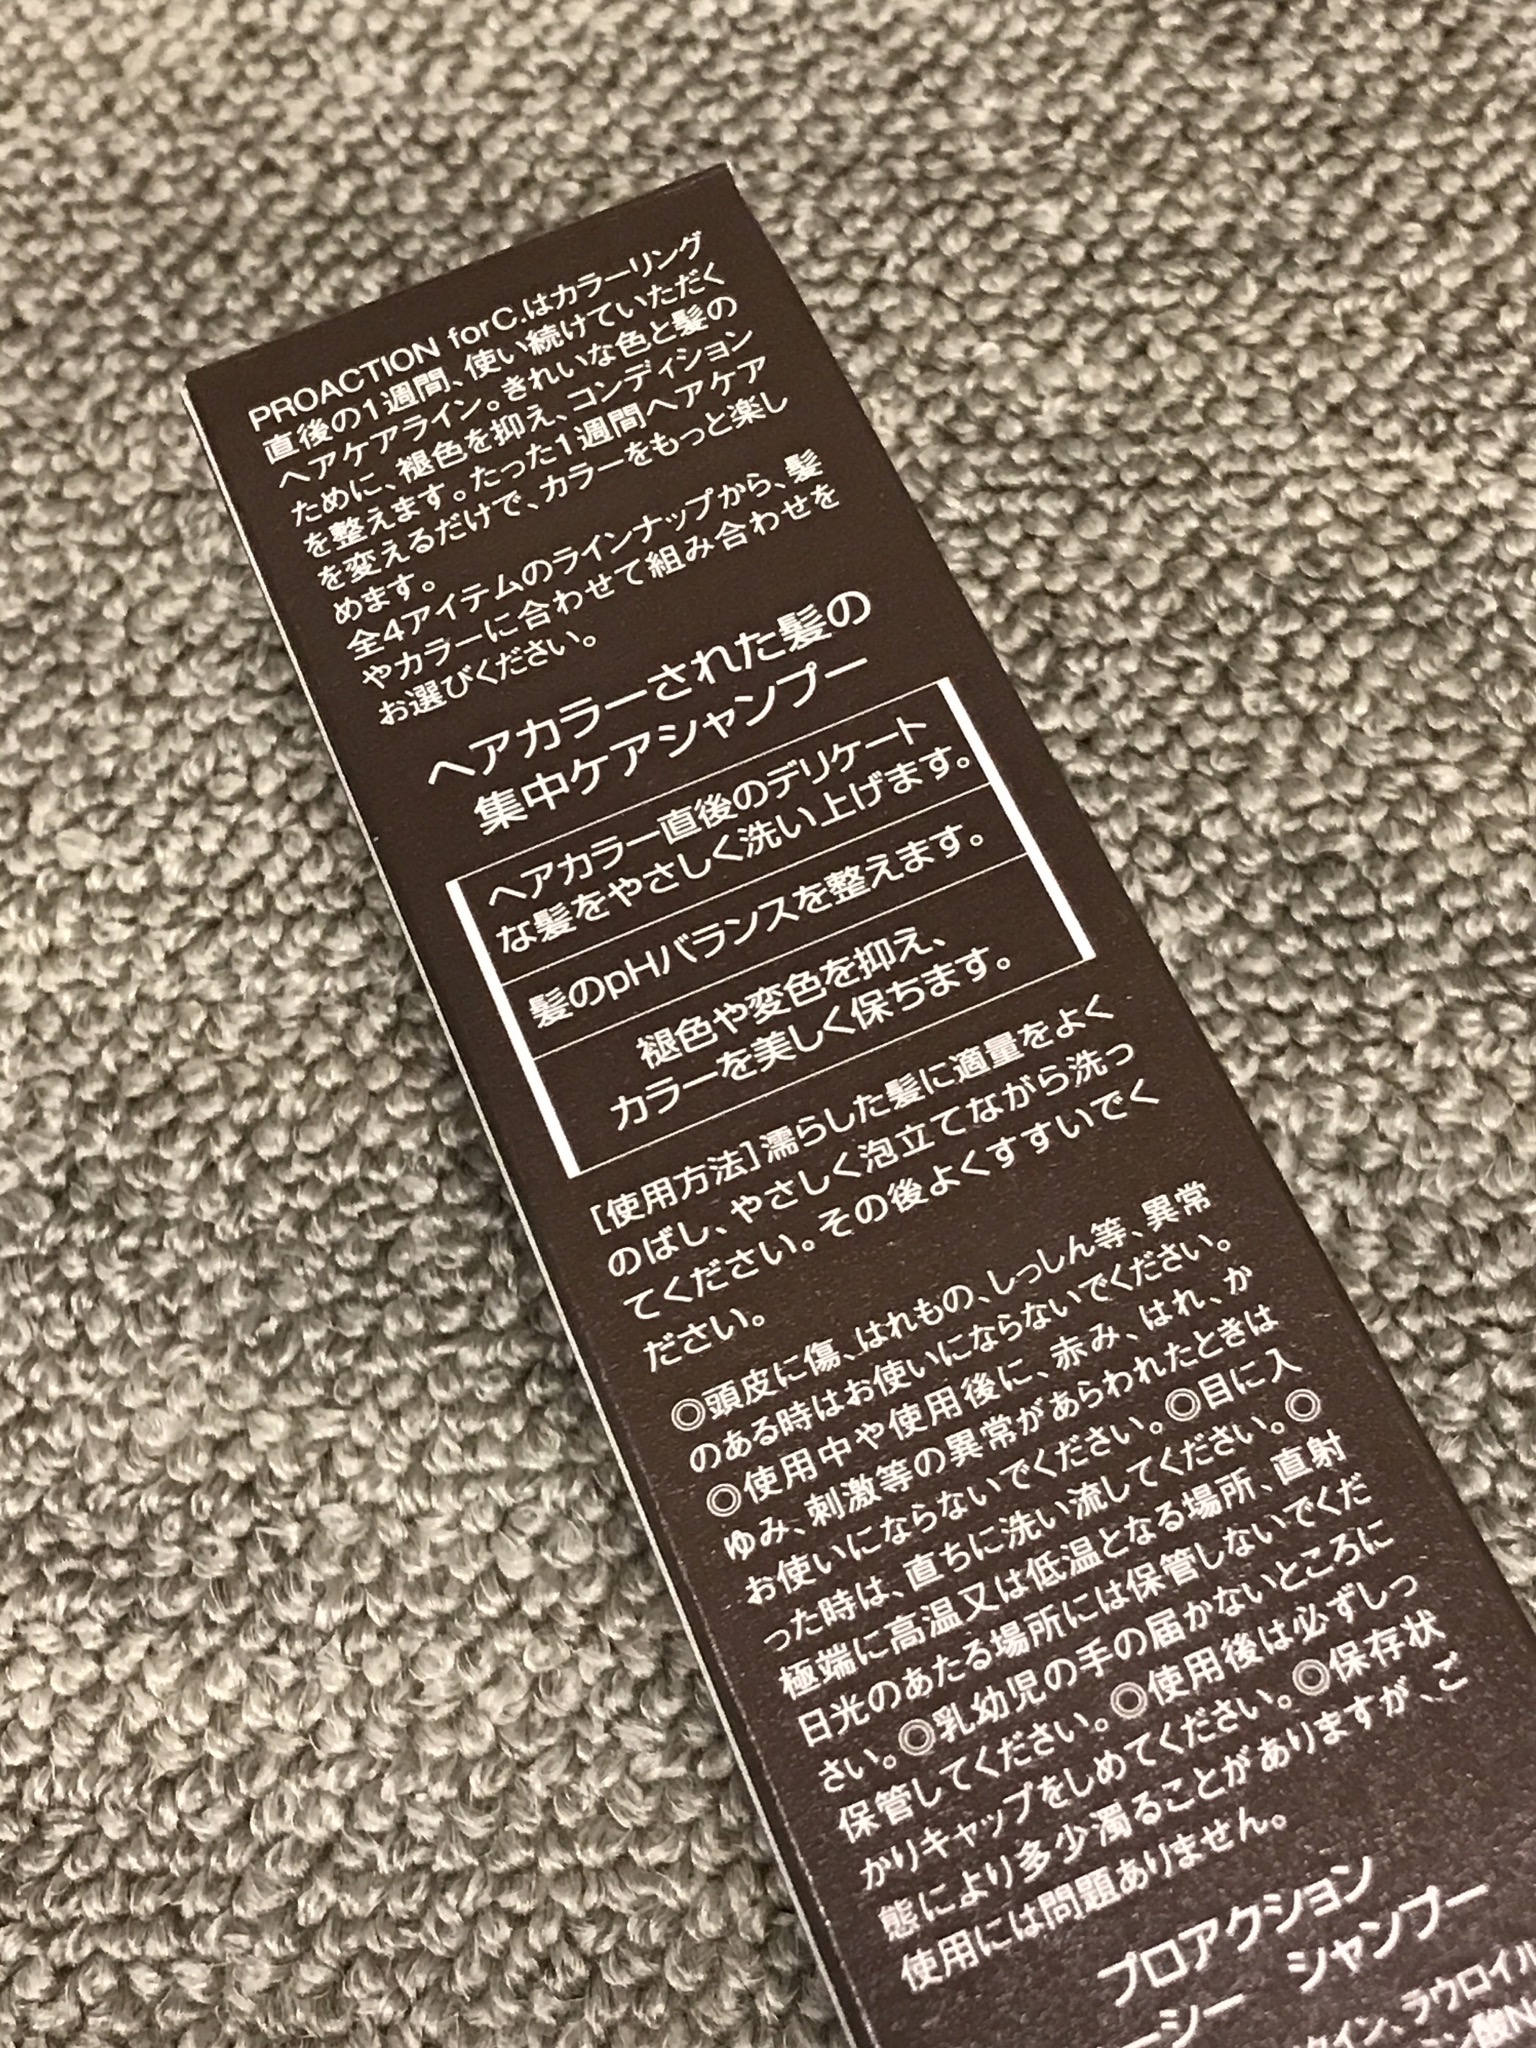 PROACTION forC.はカラーリング
直後の1週間、使い続けていただく
ヘアケアライン。きれいな色と髪の
ために、褪色を抑え、コンディション
を整えます。たった1週間ヘアケア
を変えるだけで、カラーをもっと楽し
めます。
全4アイテムのラインナップから、髪
やカラーに合わせて組み合わせを
お選びください。
ヘアカラーされた髪の
集中ケアシャンプー
ヘアカラー直後のデリケート
な髪をやさしく洗い上げます。
髪のpHバランスを整えます。
褪色や変色を抑え、
カラーを美しく保ちます。
[使用方法]濡らした髪に適量をよく
のばし、やさしく泡立てながら洗っ
てください。その後よくすすいでく
ださい。
◎頭皮に傷、はれもの、しっしん等、異常
のある時はお使いにならないでください。
◎使用中や使用後に、赤み、はれ、か
ゆみ、刺激等の異常があらわれたときは
お使いにならないでください。◎目に入
った時は、直ちに洗い流してください。◎
極端に高温又は低温となる場所、直射
日光のあたる場所には保管しないでくだ
さい。◎乳幼児の手の届かないところに
保管してください。◎使用後は必ずしっ
かりキャップをしめてください。◎保存状
態により多少濁ることがありますが、ご
使用には問題ありません。
プロアクション
ーシー シャンプー
タイン、ラウロイル